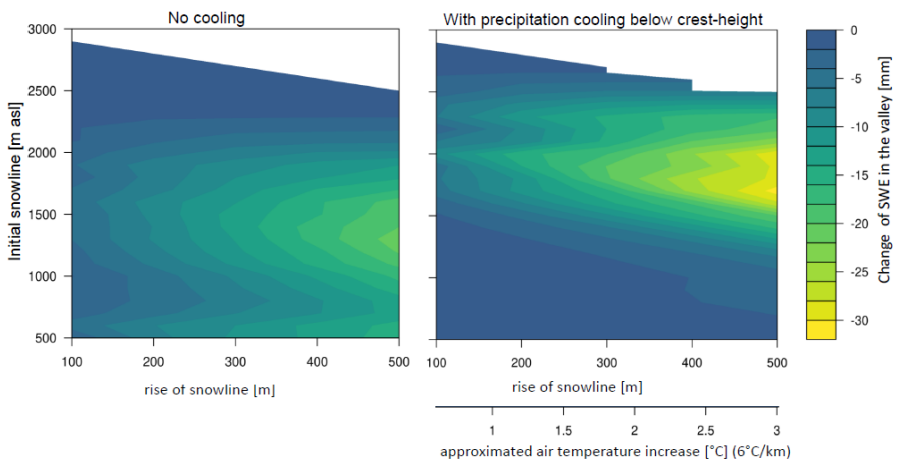 No cooling
With precipitation cooling below crest-height
Initial snowline [m asl]
3000
2500
2000
1500
1000
500
100 200 300 400 500
rise of snowline [m]
100 200 300 400 500
rise of snowline [m]
1 1.5 2 2.5 3
approximated air temperature increase [°C] (6°C/km)
0
-5
-10
-15
-20
-26
-30
Change of SWE in the valley [mm]